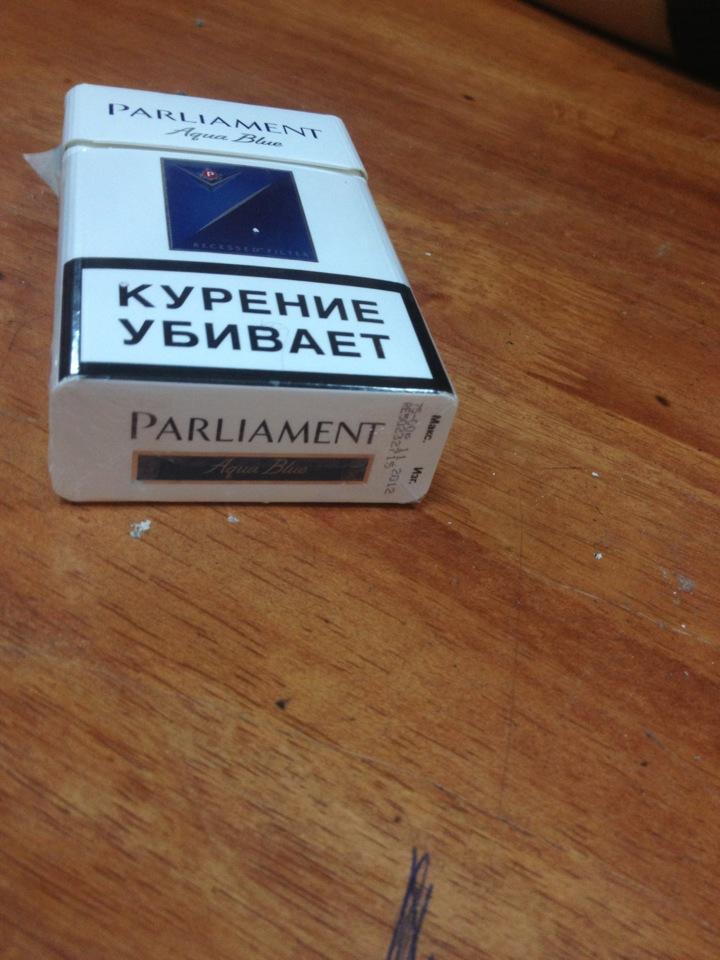 PARLIAMENT
Aqua Blue
P
RECESSED FILTER
КУРЕНИЕ
УБИВАЕТ
PARLIAMENT
Aqua Blue
Макс.
Изг.